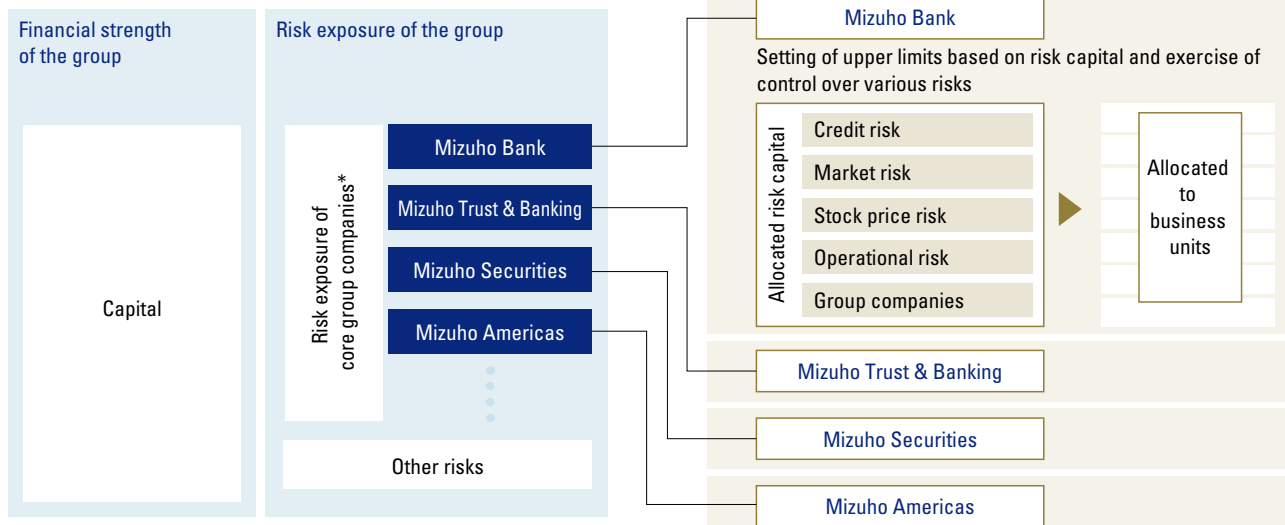 Financial strength
of the group
Capital
Risk exposure of the group
Risk exposure of
core group companies*
Mizuho Bank
Mizuho Trust & Banking
Mizuho Securities
Mizuho Americas
Other risks
Mizuho Bank
Setting of upper limits based on risk capital and exercise of
control over various risks
Allocated risk capital
Credit risk
Market risk
Stock price risk
Operational risk
Group companies
Allocated
to
business
units
Mizuho Trust & Banking
Mizuho Securities
Mizuho Americas